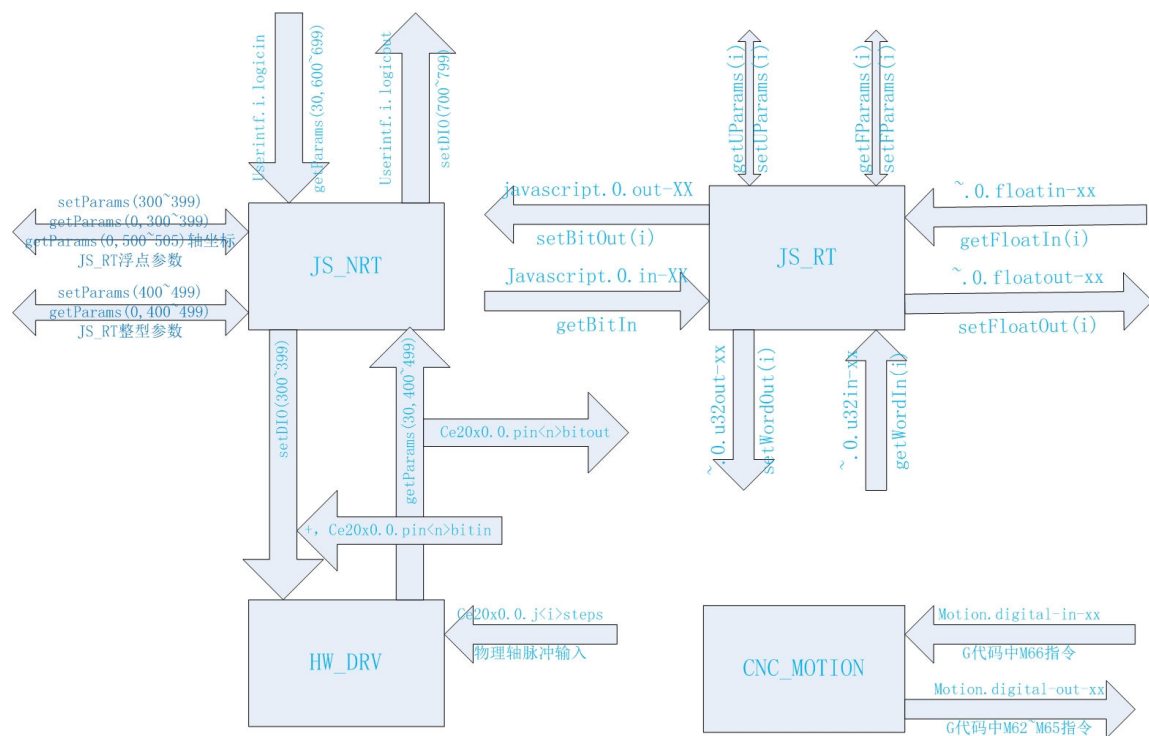 Userintf.i.logicin
getParams(30,600~699)
Userintf.i.logicout
setDIO(700~799)
setParams(300~399)
getParams(0,300~399)
getParams(0,500~505)轴坐标
JS_RT浮点参数
setParams(400~499)
getParams(0,400~499)
JS_RT整型参数
JS_NRT
setDIO(300~399)
getParams(30,400~499)
Ce20x0.0.pin<n>bitout
+, Ce20x0.0.pin<n>bitin
HW_DRV
Ce20x0.0.j<i>steps
物理轴脉冲输入
getUParams(i)
setUParams(i)
getFParams(i)
setFParams(i)
javascript.0.out-XX
setBitOut(i)
Javascript.0.in-XX
getBitIn
JS_RT
~.0.floatin-xx
getFloatIn(i)
~.0.floatout-xx
setFloatOut(i)
~.0.u32out-xx
setWordOut(i)
~.0.u32in-xx
getWordIn(i)
CNC_MOTION
Motion.digital-in-xx
G代码中M66指令
Motion.digital-out-xx
G代码中M62~M65指令